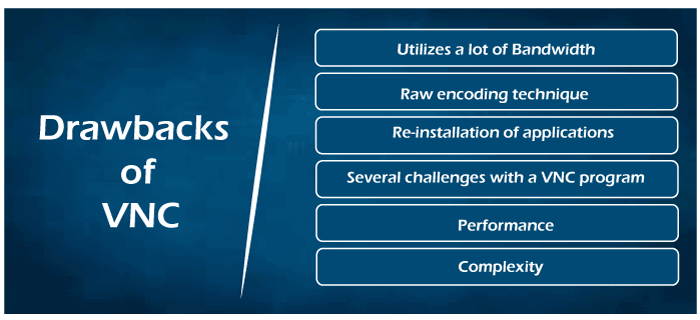 Drawbacks
of
VNC
Utilizes a lot of Bandwidth
Raw encoding technique
Re-installation of applications
Several challenges with a VNC program
Performance
Complexity